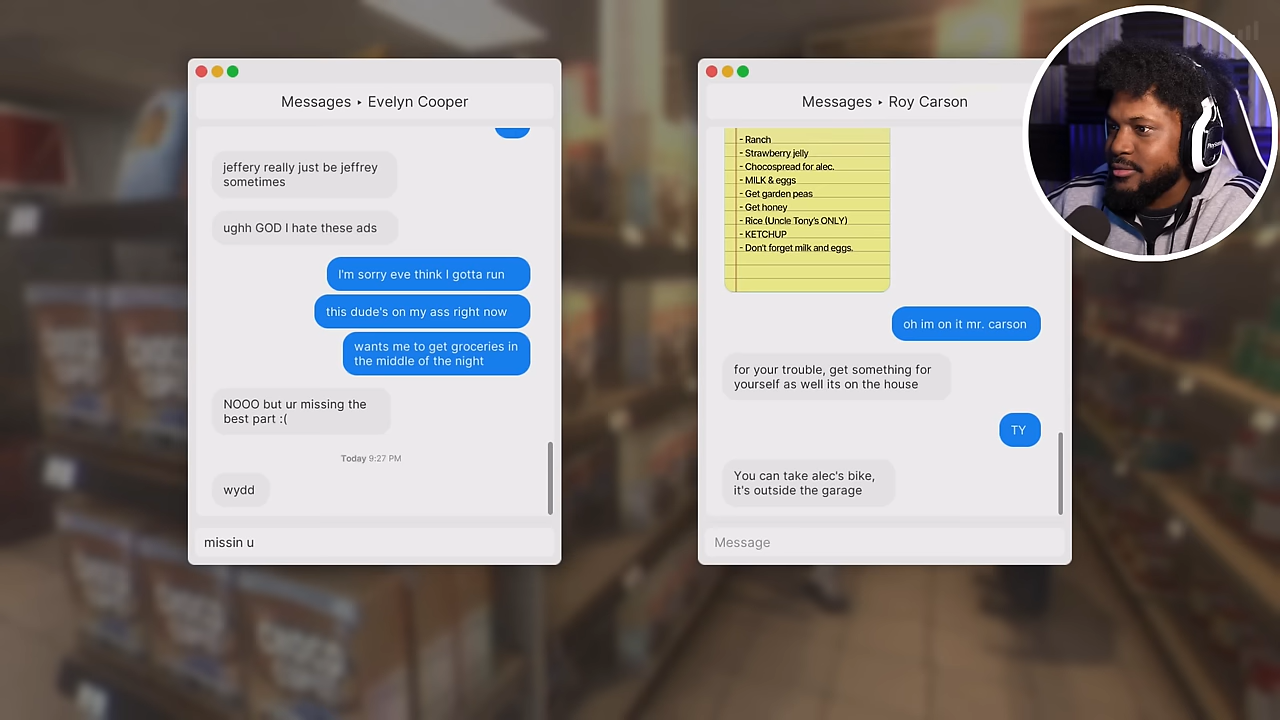 Messages ▸ Evelyn Cooper
jeffery really just be jeffrey
sometimes
ughh GOD I hate these ads
I'm sorry eve think I gotta run
this dude's on my ass right now
wants me to get groceries in
the middle of the night
NOOO but ur missing the
best part :(
Today 9:27 PM
wydd
missin u
Messages ▸ Roy Carson
- Ranch
- Strawberry jelly
- Chocospread for alec.
- MILK & eggs
- Get garden peas
- Get honey
- Rice (Uncle Tony's ONLY)
- KETCHUP
- Don't forget milk and eggs.
oh im on it mr. carson
for your trouble, get something for
yourself as well its on the house
TY
You can take alec's bike,
it's outside the garage
Message